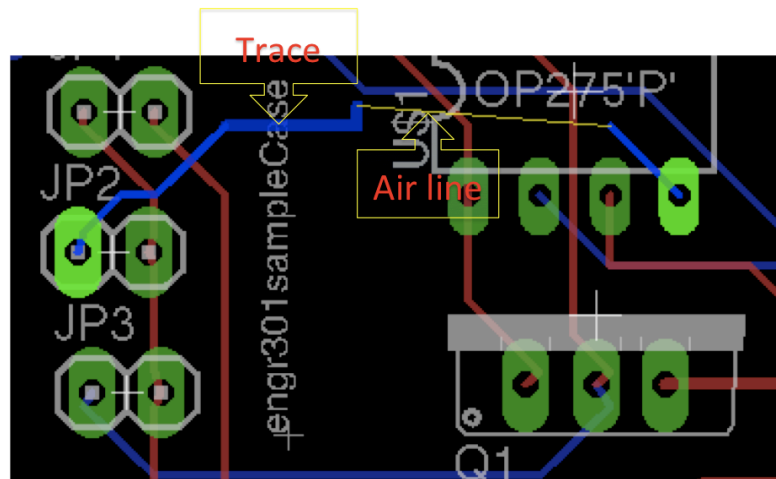 Trace
OP275'P'
US1
JP2
Air line
engr301sampleCase
JP3
Q1